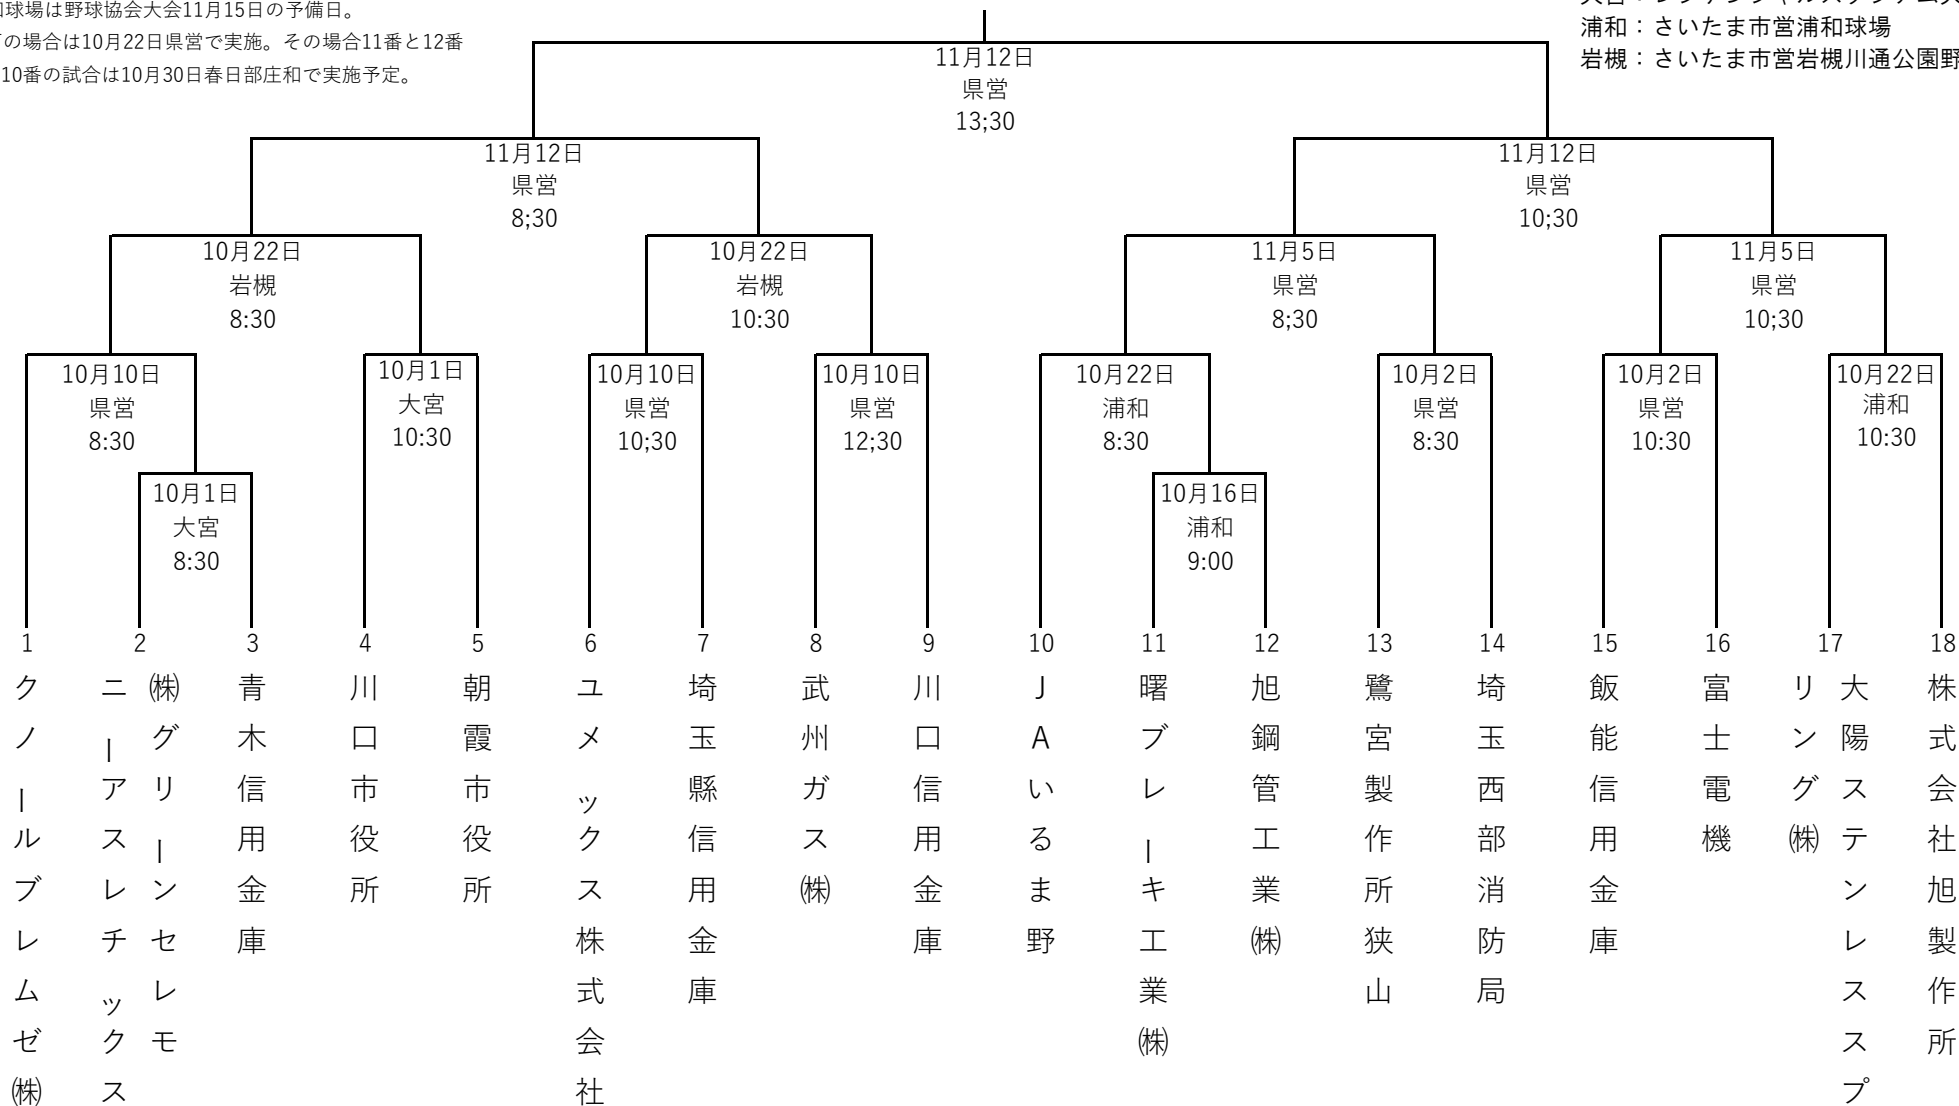 球場は野球協会大会11月15日の予備日。
の場合は10月22日県営で実施。その場合11番と12番
10番の試合は10月30日春日部庄和で実施予定。
浦和：さいたま市営浦和球場
岩槻：さいたま市営岩槻川通公園野
11月12日
県営
13;30
11月12日
県営
8;30
11月12日
県営
10;30
10月22日
岩槻
8:30
10月22日
岩槻
10:30
11月5日
県営
8;30
11月5日
県営
10;30
10月10日
県営
8:30
10月1日
大宮
10:30
10月10日
県営
10;30
10月10日
県営
12;30
10月22日
浦和
8:30
10月2日
県営
8:30
10月2日
県営
10:30
10月22日
浦和
10:30
10月1日
大宮
8:30
10月16日
浦和
9:00
1
クノールブレムゼ㈱
2
㈱グリーンセレモ
ニーアスレチックス
3
青木信用金庫
4
川口市役所
5
朝霞市役所
6
ユメックス株式会社
7
埼玉縣信用金庫
8
武州ガス㈱
9
川口信用金庫
10
JAいるま野
11
曙ブレーキ工業㈱
12
旭鋼管工業㈱
13
鷺宮製作所狭山
14
埼玉西部消防局
15
飯能信用金庫
16
富士電機
17
大陽ステンレススプ
リング㈱
18
株式会社旭製作所